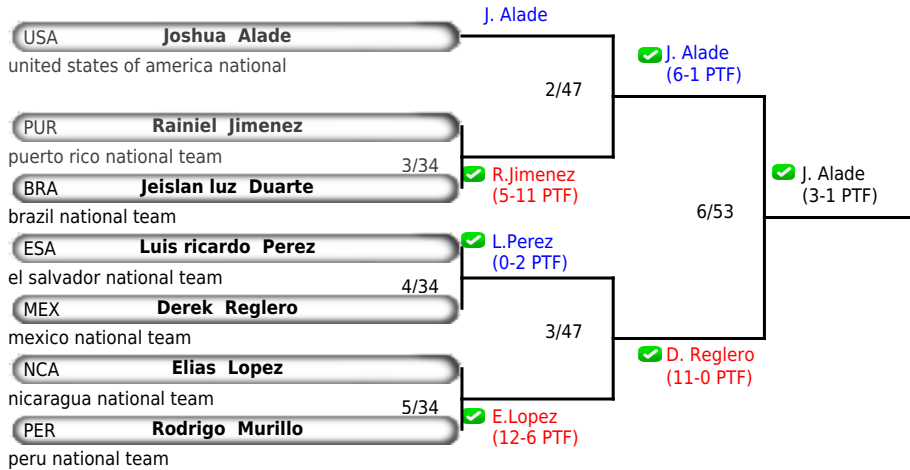 J. Alade
USA Joshua Alade
united states of america national
J. Alade
(6-1 PTF)
2/47
PUR Rainiel Jimenez
puerto rico national team
3/34
R.Jimenez
(5-11 PTF)
J. Alade
(3-1 PTF)
BRA Jeislan luz Duarte
brazil national team
6/53
ESA Luis ricardo Perez
L.Perez
(0-2 PTF)
el salvador national team
4/34
MEX Derek Reglero
mexico national team
3/47
D. Reglero
(11-0 PTF)
NCA Elias Lopez
nicaragua national team
5/34
E.Lopez
(12-6 PTF)
PER Rodrigo Murillo
peru national team